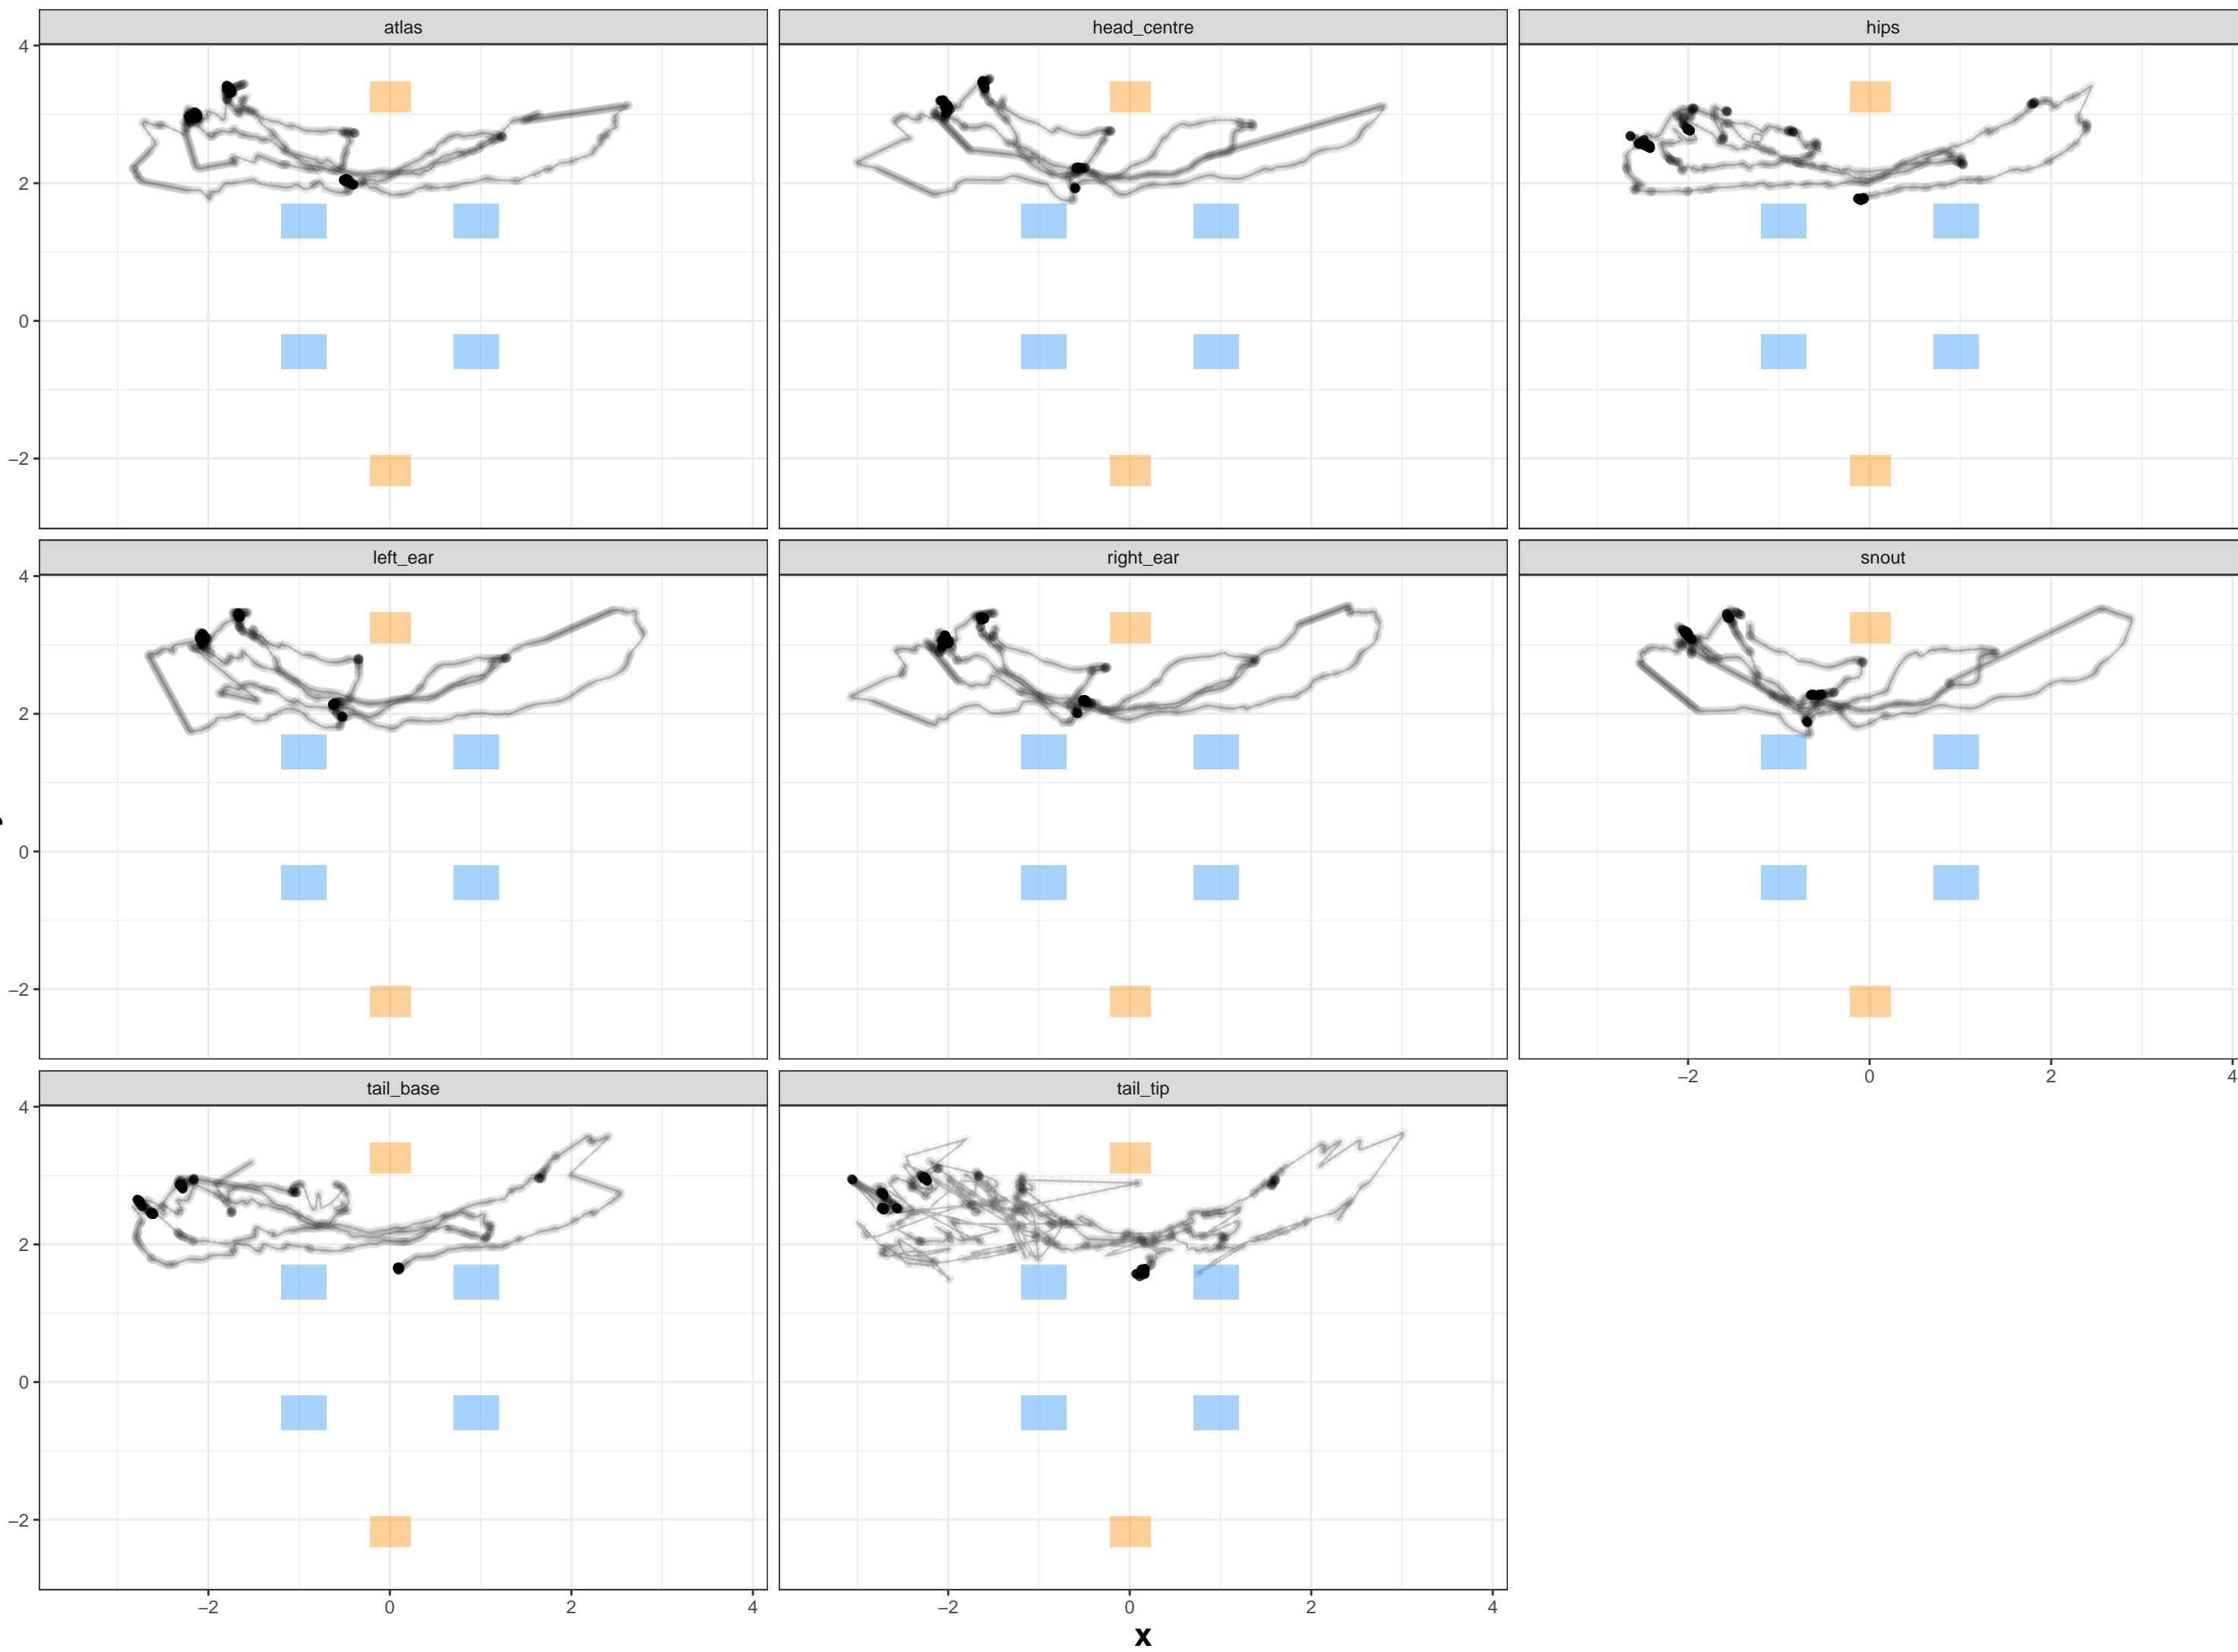 atlas head_centre hips
4
2
0
−2
left_ear right_ear snout
4
2
0
−2
−2 0 2 4
tail_base tail_tip
4
2
0
−2
−2 0 2 4 −2 0 2 4
x